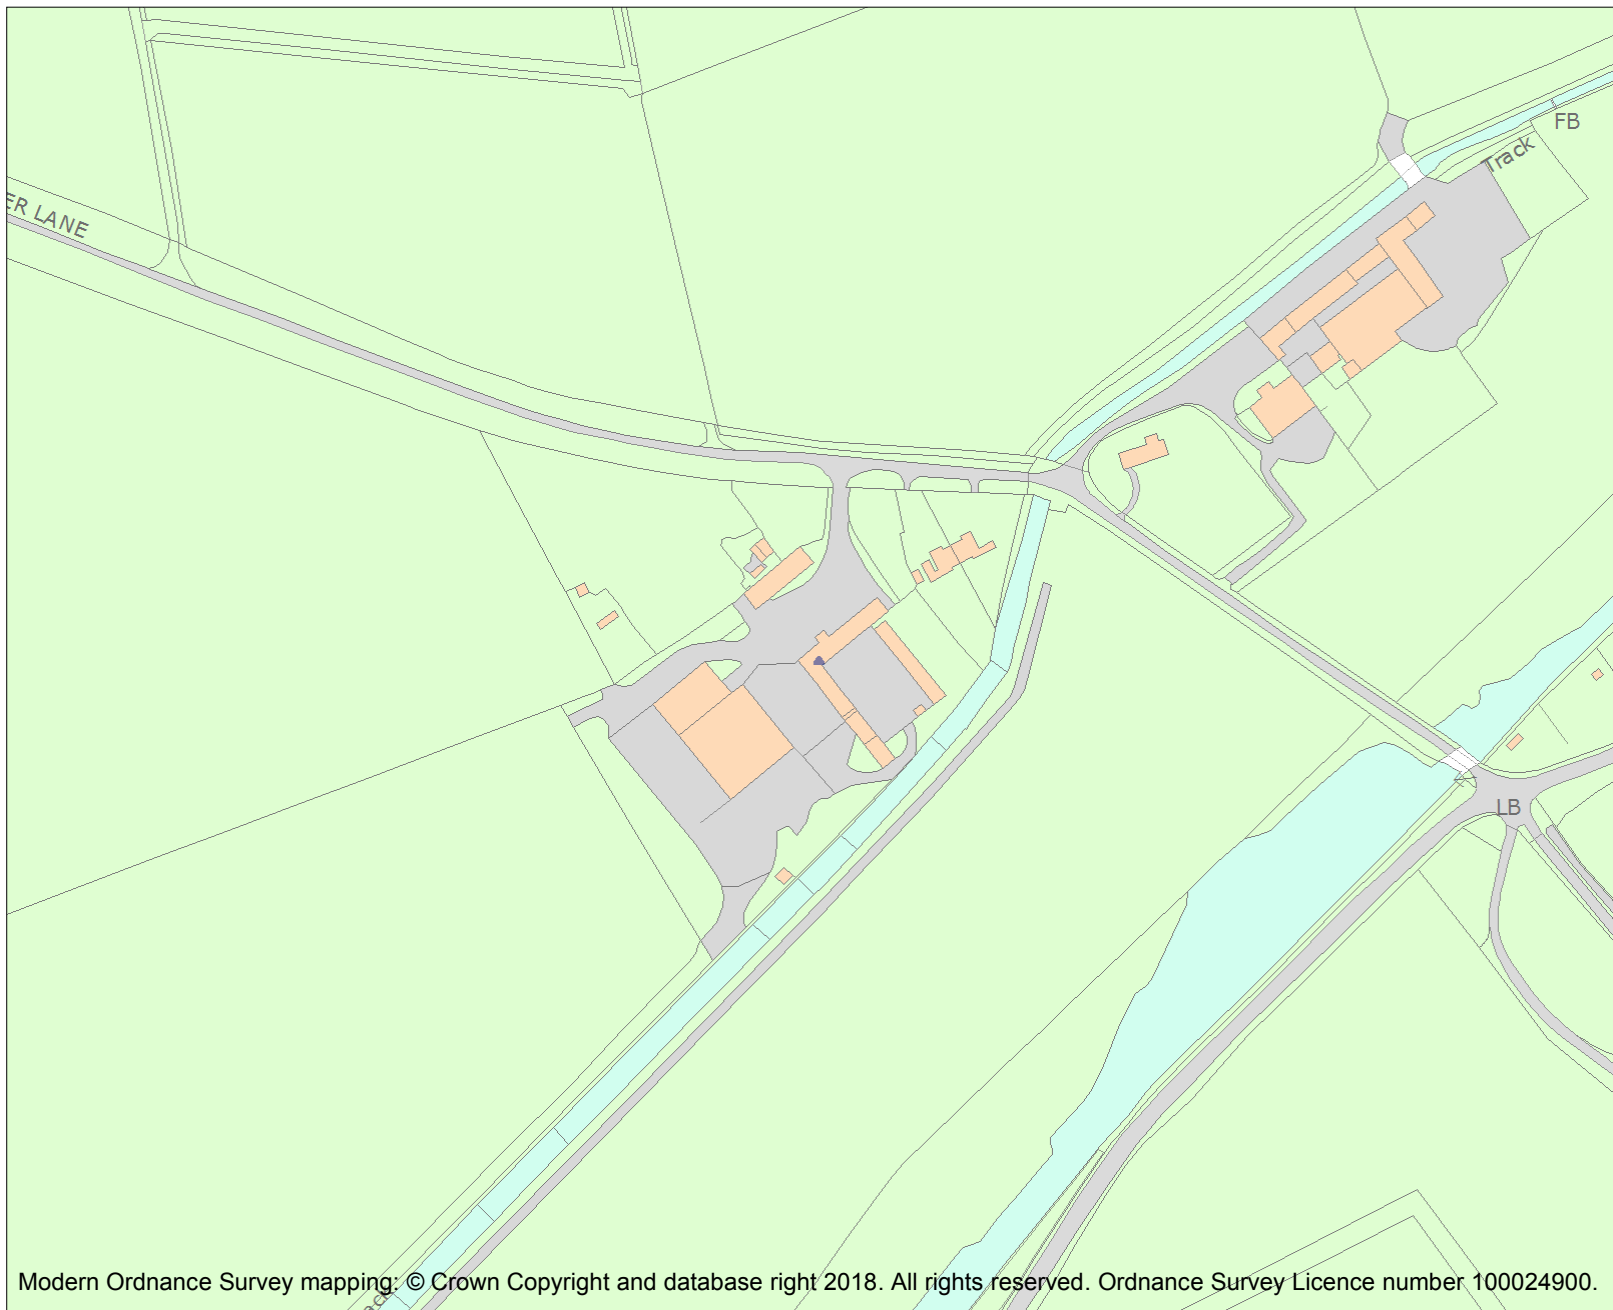 FB
Track
ER LANE
LB
Modern Ordnance Survey mapping: © Crown Copyright and database right 2018. All rights reserved. Ordnance Survey Licence number 100024900.